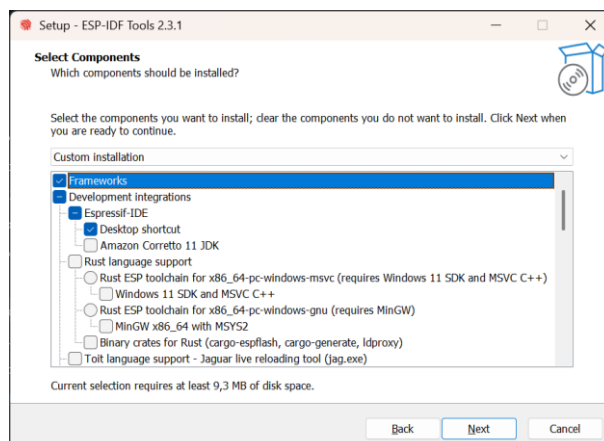 Setup - ESP-IDF Tools 2.3.1
Select Components
Which components should be installed?
Select the components you want to install; clear the components you do not want to install. Click Next when
you are ready to continue.
Custom installation
Frameworks
Development integrations
Espressif-IDE
Desktop shortcut
Amazon Corretto 11 JDK
Rust language support
Rust ESP toolchain for x86_64-pc-windows-msvc (requires Windows 11 SDK and MSVC C++)
Windows 11 SDK and MSVC C++
Rust ESP toolchain for x86_64-pc-windows-gnu (requires MinGW)
MinGW x86_64 with MSYS2
Binary crates for Rust (cargo-espflash, cargo-generate, ldproxy)
Toit language support - Jaguar live reloading tool (jag.exe)
Current selection requires at least 9,3 MB of disk space.
Back Next Cancel